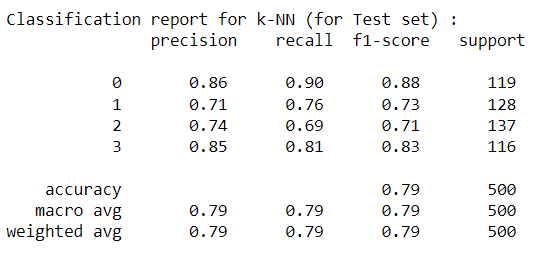 Classification report for k-NN (for Test set) :
precision recall f1-score support
0 0.86 0.90 0.88 119
1 0.71 0.76 0.73 128
2 0.74 0.69 0.71 137
3 0.85 0.81 0.83 116
accuracy 0.79 500
macro avg 0.79 0.79 0.79 500
weighted avg 0.79 0.79 0.79 500